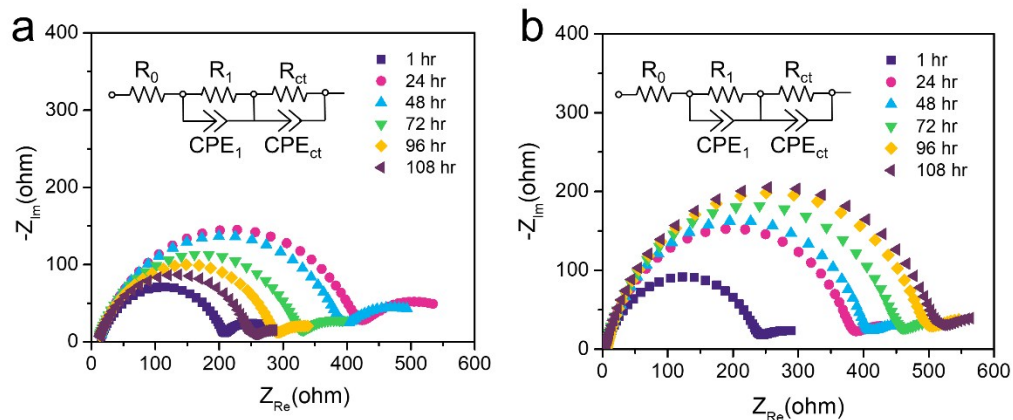 a
400
300
200
100
0
-Z_Im(ohm)
0 100 200 300 400 500 600
Z_Re(ohm)
R_0 R_1 R_ct
CPE_1 CPE_ct
1 hr
24 hr
48 hr
72 hr
96 hr
108 hr
b
400
300
200
100
0
-Z_Im(ohm)
0 100 200 300 400 500 600
Z_Re(ohm)
R_0 R_1 R_ct
CPE_1 CPE_ct
1 hr
24 hr
48 hr
72 hr
96 hr
108 hr